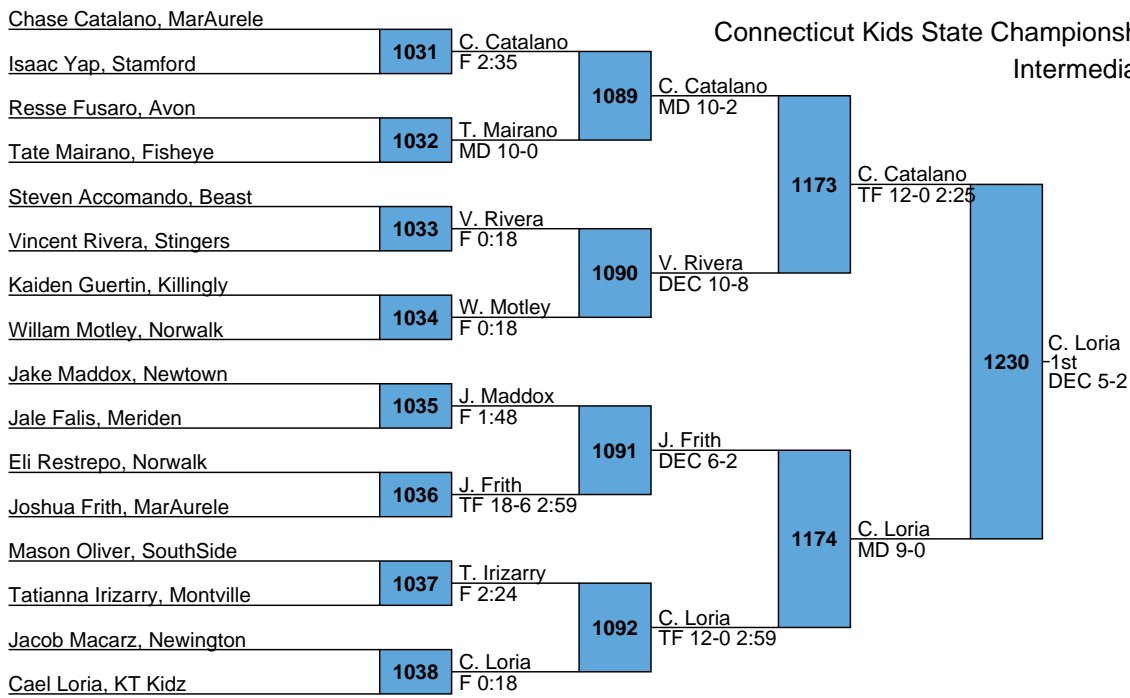 Connecticut Kids State Championsh
Intermedia
Chase Catalano, MarAurele
Isaac Yap, Stamford
Resse Fusaro, Avon
Tate Mairano, Fisheye
Steven Accomando, Beast
Vincent Rivera, Stingers
Kaiden Guertin, Killingly
Willam Motley, Norwalk
Jake Maddox, Newtown
Jale Falis, Meriden
Eli Restrepo, Norwalk
Joshua Frith, MarAurele
Mason Oliver, SouthSide
Tatianna Irizarry, Montville
Jacob Macarz, Newington
Cael Loria, KT Kidz
1031
1032
1033
1034
1035
1036
1037
1038
C. Catalano
F 2:35
T. Mairano
MD 10-0
V. Rivera
F 0:18
W. Motley
F 0:18
J. Maddox
F 1:48
J. Frith
TF 18-6 2:59
T. Irizarry
F 2:24
C. Loria
F 0:18
1089
1090
1091
1092
C. Catalano
MD 10-2
V. Rivera
DEC 10-8
J. Frith
DEC 6-2
C. Loria
TF 12-0 2:59
1173
1174
C. Catalano
TF 12-0 2:25
C. Loria
MD 9-0
1230
C. Loria
1st
DEC 5-2